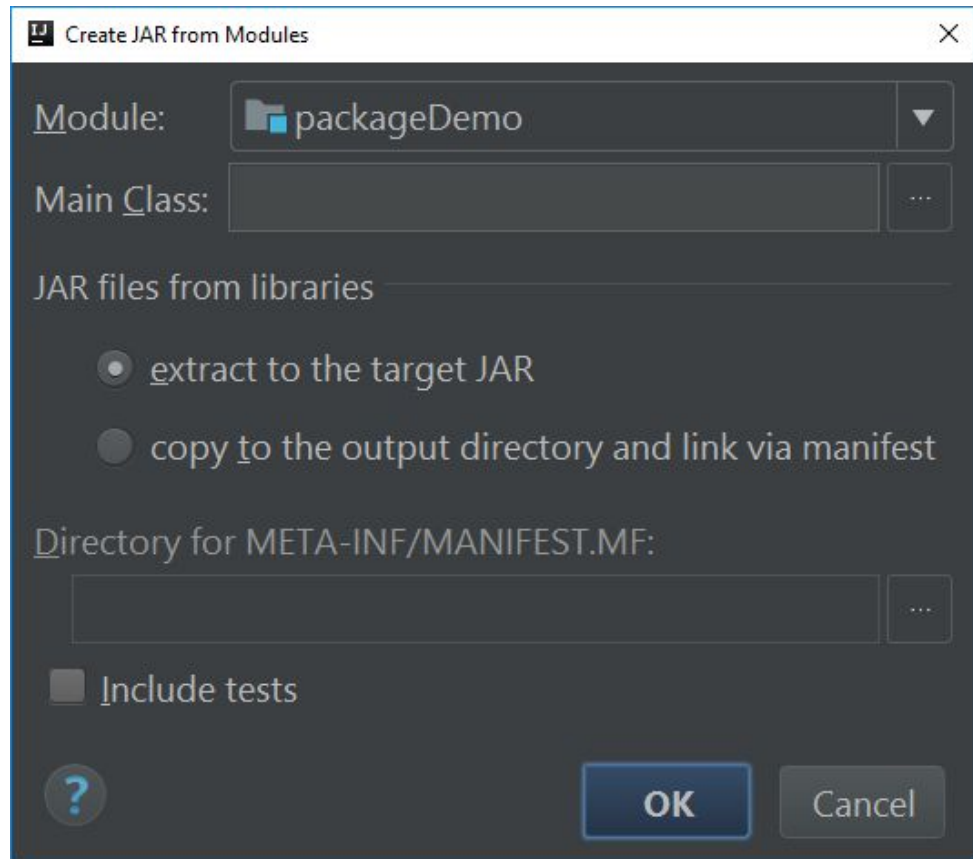 IJ
Create JAR from Modules
Module:
packageDemo
Main Class:
...
JAR files from libraries
extract to the target JAR
copy to the output directory and link via manifest
Directory for META-INF/MANIFEST.MF:
...
Include tests
?
OK
Cancel